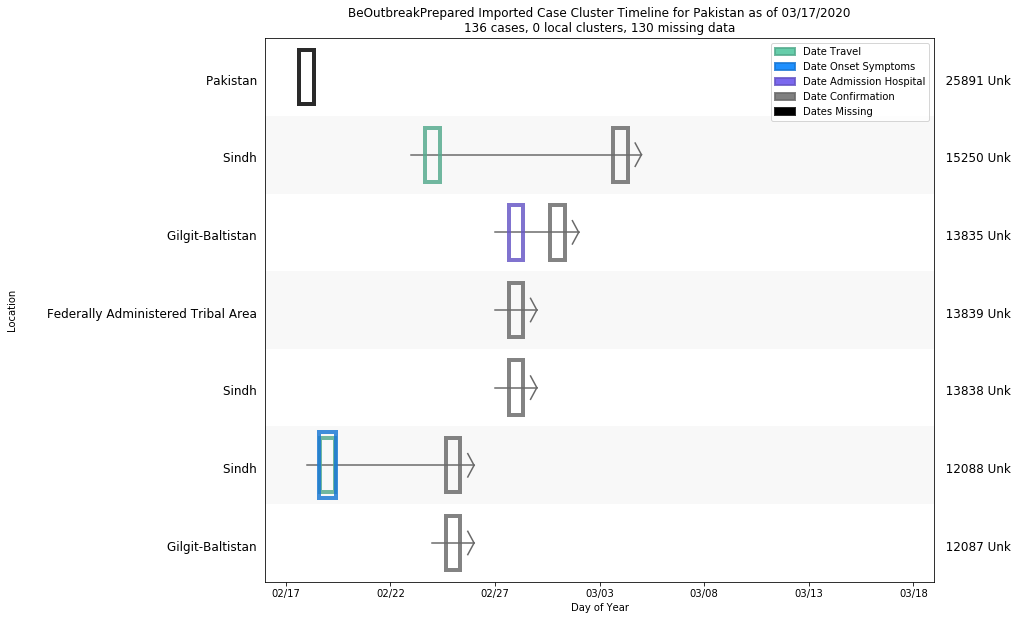 BeOutbreakPrepared Imported Case Cluster Timeline for Pakistan as of 03/17/2020
136 cases, 0 local clusters, 130 missing data
Date Travel
Date Onset Symptoms
Date Admission Hospital
Date Confirmation
Dates Missing
Location
Pakistan 25891 Unk
Sindh 15250 Unk
Gilgit-Baltistan 13835 Unk
Federally Administered Tribal Area 13839 Unk
Sindh 13838 Unk
Sindh 12088 Unk
Gilgit-Baltistan 12087 Unk
02/17 02/22 02/27 03/03 03/08 03/13 03/18
Day of Year